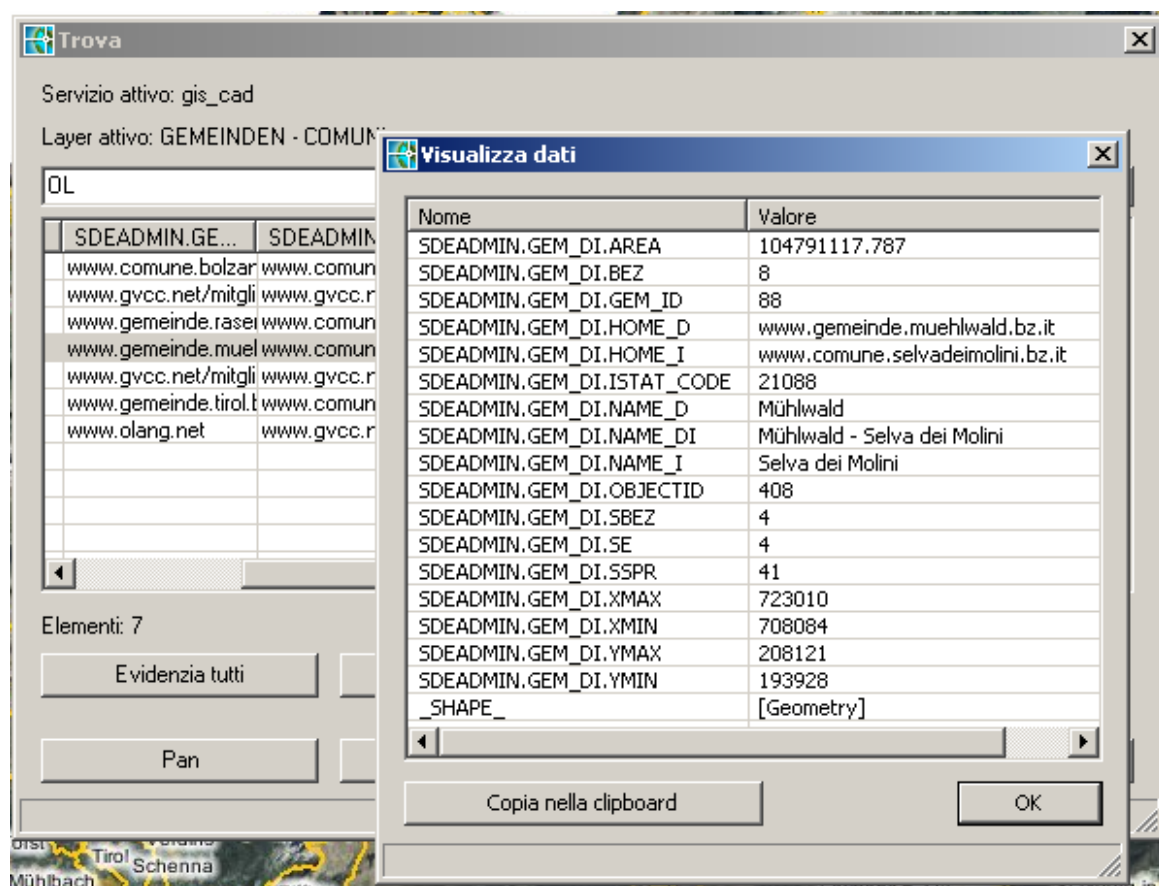 Trova
Servizio attivo: gis_cad
Layer attivo: GEMEINDEN - COMUNI
OL
SDEADMIN.GE... SDEADMIN
www.comune.bolzan www.comun
www.gvcc.net/mitgli www.gvcc.r
www.gemeinde.rasen www.comun
www.gemeinde.muel www.comun
www.gvcc.net/mitgli www.gvcc.r
www.gemeinde.tirol.b www.comun
www.olang.net www.gvcc.r
Elementi: 7
Evidenzia tutti
Pan
Visualizza dati
Nome Valore
SDEADMIN.GEM_DI.AREA 104791117.787
SDEADMIN.GEM_DI.BEZ 8
SDEADMIN.GEM_DI.GEM_ID 88
SDEADMIN.GEM_DI.HOME_D www.gemeinde.muehlwald.bz.it
SDEADMIN.GEM_DI.HOME_I www.comune.selvadeimolini.bz.it
SDEADMIN.GEM_DI.ISTAT_CODE 21088
SDEADMIN.GEM_DI.NAME_D Mühlwald
SDEADMIN.GEM_DI.NAME_DI Mühlwald - Selva dei Molini
SDEADMIN.GEM_DI.NAME_I Selva dei Molini
SDEADMIN.GEM_DI.OBJECTID 408
SDEADMIN.GEM_DI.SBEZ 4
SDEADMIN.GEM_DI.SE 4
SDEADMIN.GEM_DI.SSPR 41
SDEADMIN.GEM_DI.XMAX 723010
SDEADMIN.GEM_DI.XMIN 708084
SDEADMIN.GEM_DI.YMAX 208121
SDEADMIN.GEM_DI.YMIN 193928
_SHAPE_ [Geometry]
Copia nella clipboard
OK
Tirol
Schenna
Mühlbach